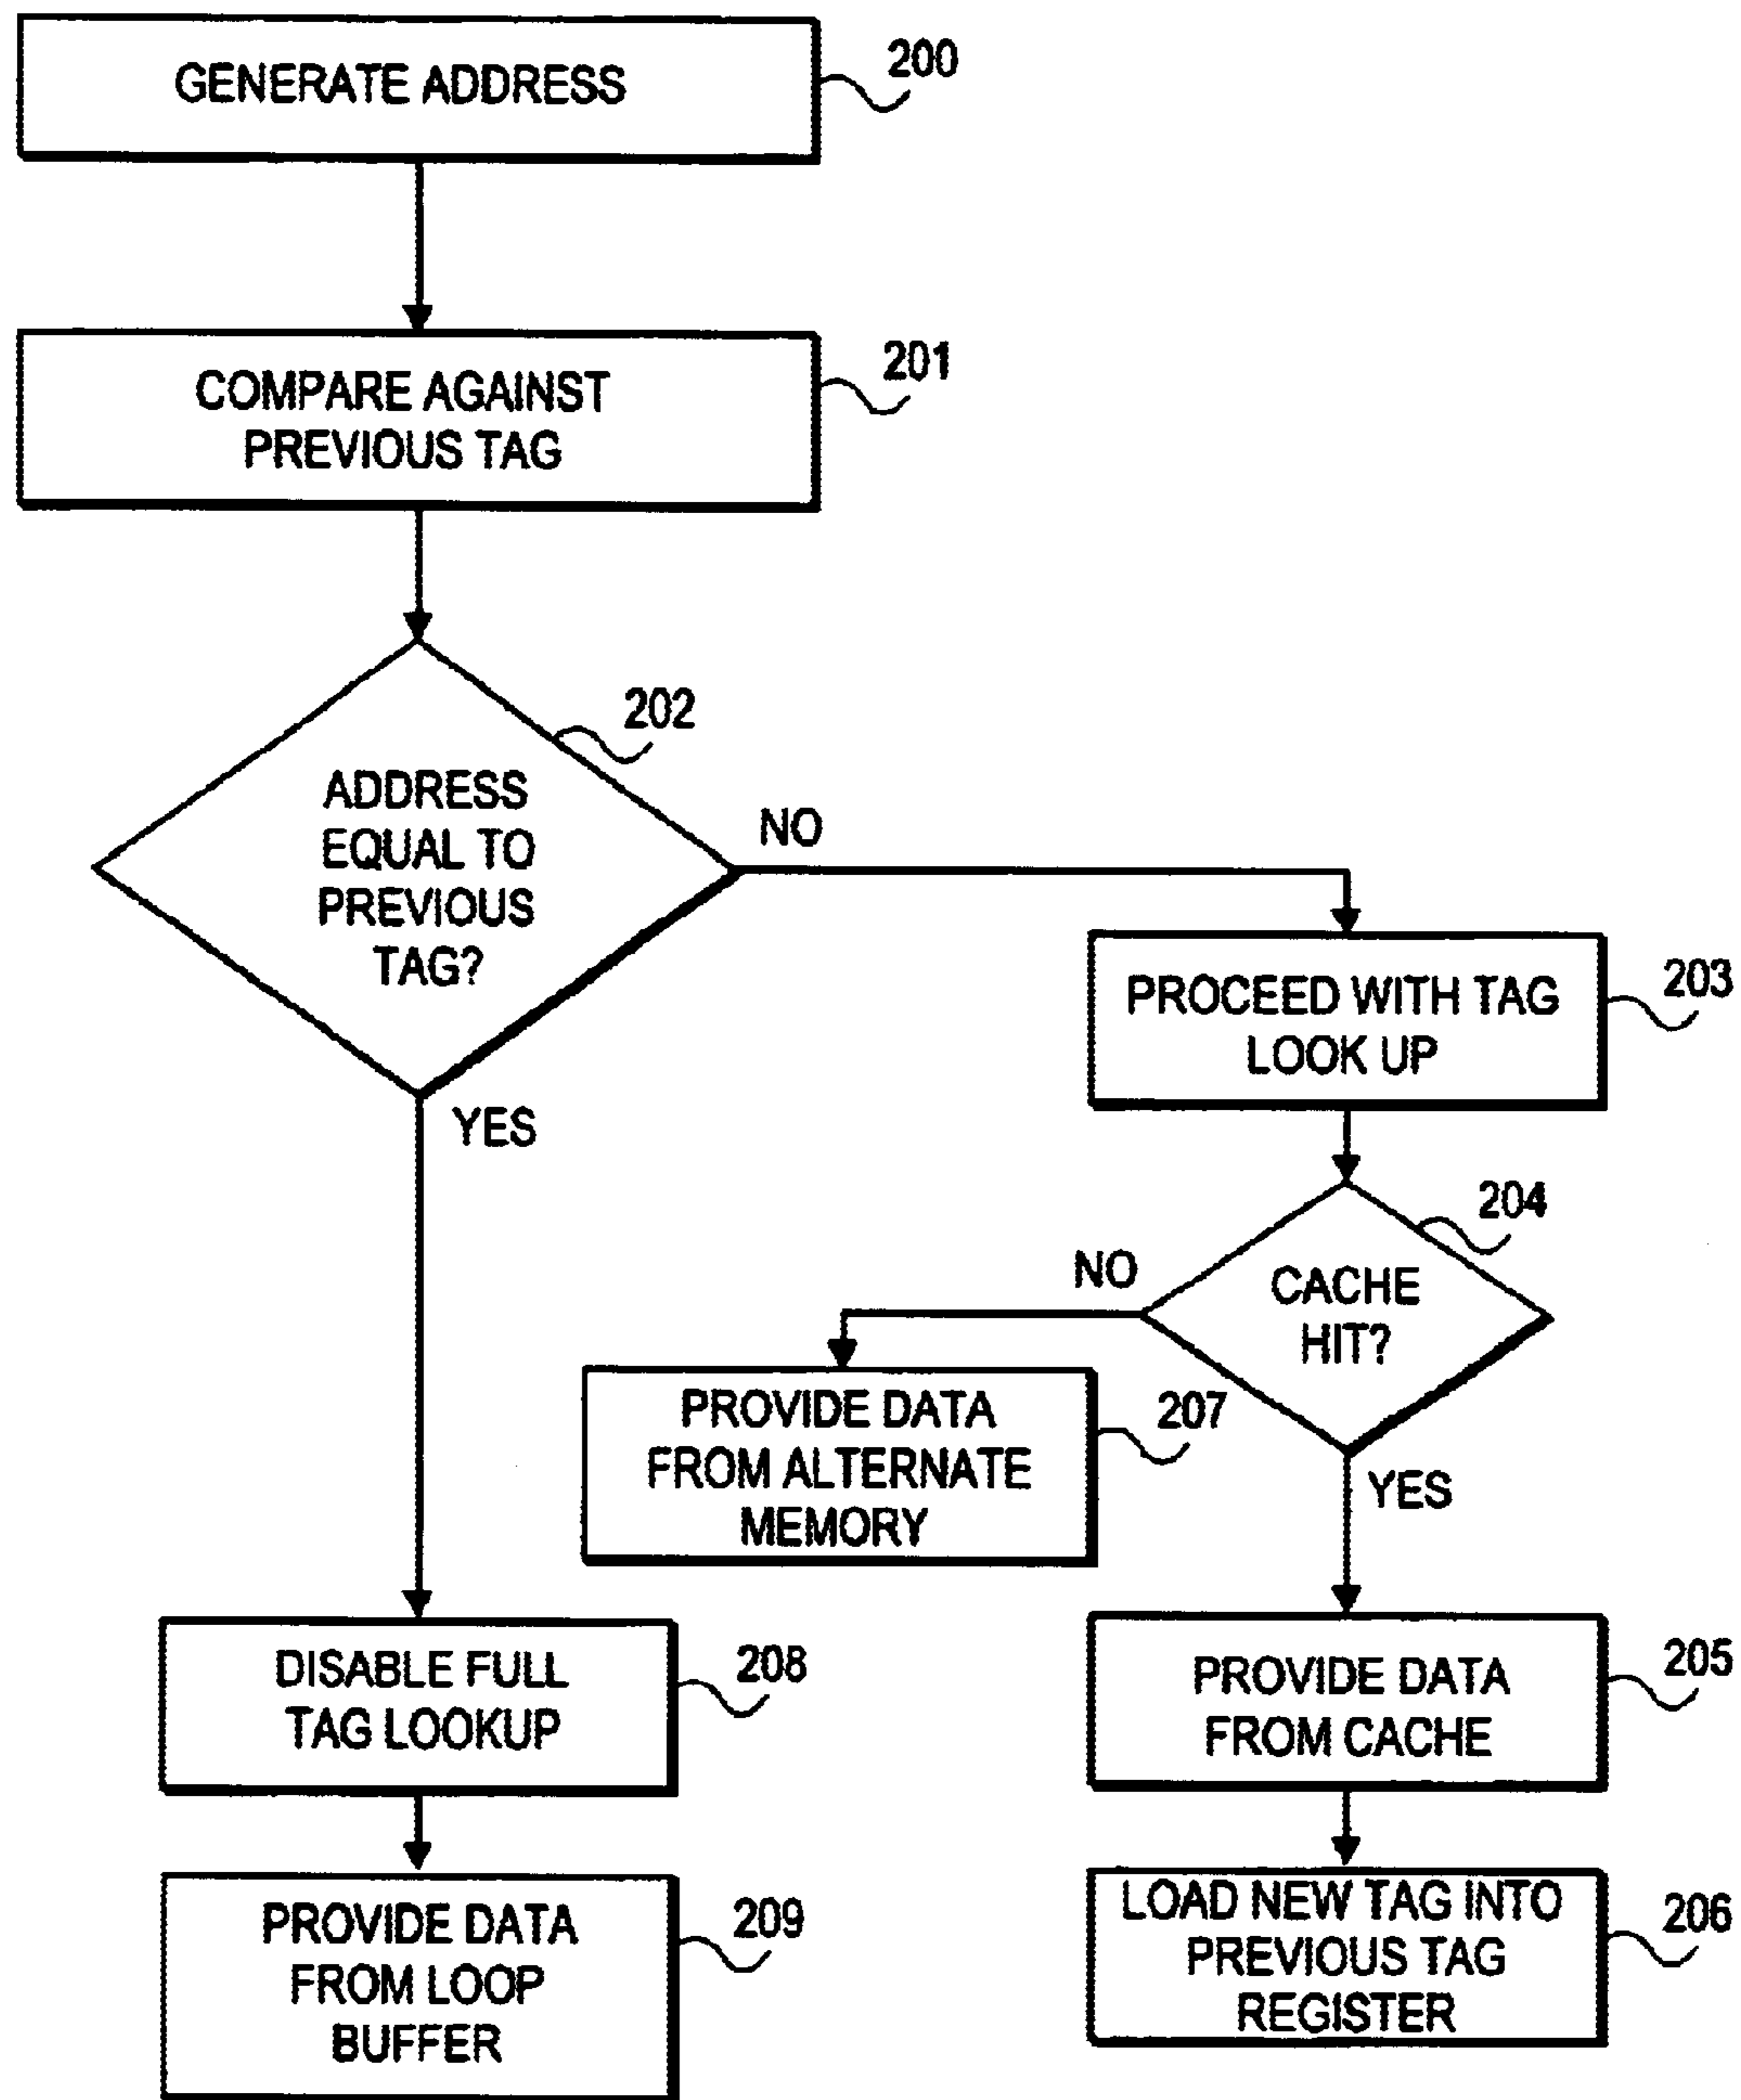 GENERATE ADDRESS
200
COMPARE AGAINST
PREVIOUS TAG
201
202
ADDRESS
EQUAL TO
PREVIOUS
TAG?
NO
YES
PROCEED WITH TAG
LOOK UP
203
204
CACHE
HIT?
NO
YES
PROVIDE DATA
FROM ALTERNATE
MEMORY
207
DISABLE FULL
TAG LOOKUP
208
PROVIDE DATA
FROM CACHE
205
PROVIDE DATA
FROM LOOP
BUFFER
209
LOAD NEW TAG INTO
PREVIOUS TAG
REGISTER
206